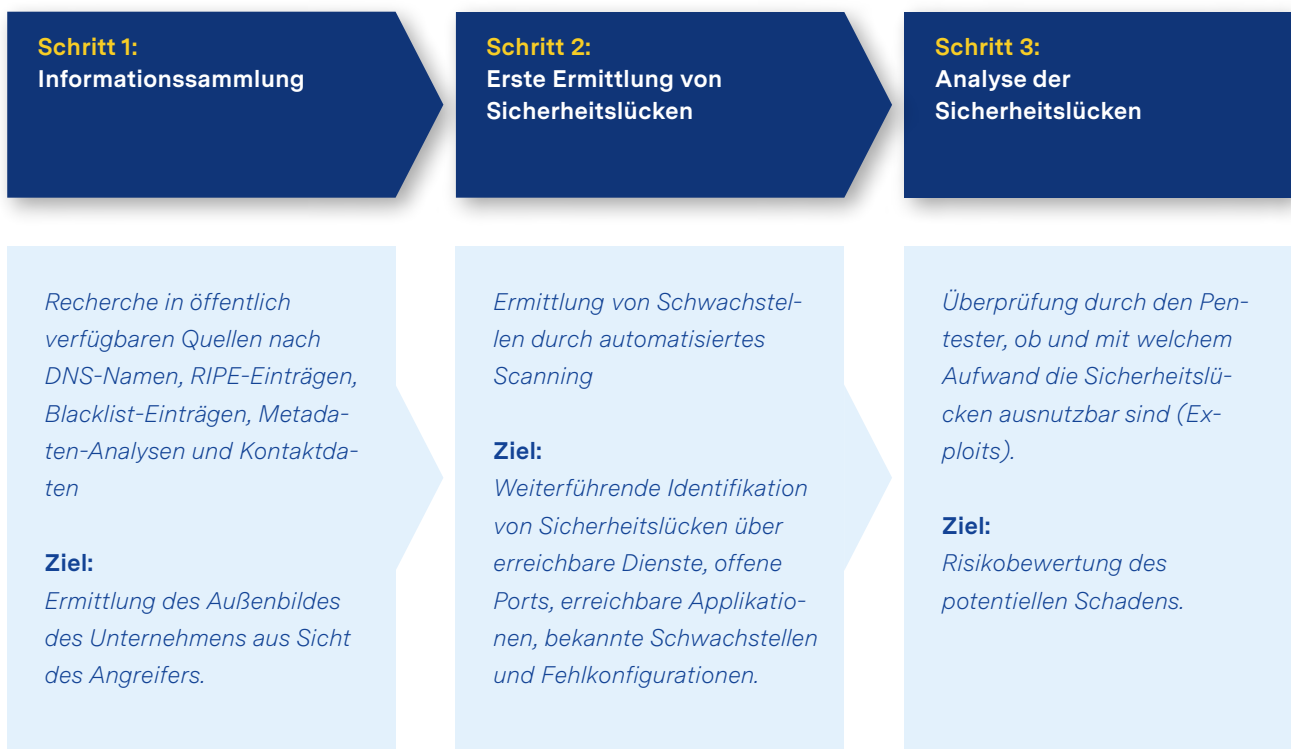 Schritt 1:
Informationssammlung
Schritt 2:
Erste Ermittlung von
Sicherheitslücken
Schritt 3:
Analyse der
Sicherheitslücken
Recherche in öffentlich
verfügbaren Quellen nach
DNS-Namen, RIPE-Einträgen,
Blacklist-Einträgen, Metada-
ten-Analysen und Kontaktda-
ten
Ziel:
Ermittlung des Außenbildes
des Unternehmens aus Sicht
des Angreifers.
Ermittlung von Schwachstel-
len durch automatisiertes
Scanning
Ziel:
Weiterführende Identifikation
von Sicherheitslücken über
erreichbare Dienste, offene
Ports, erreichbare Applikatio-
nen, bekannte Schwachstellen
und Fehlkonfigurationen.
Überprüfung durch den Pen-
tester, ob und mit welchem
Aufwand die Sicherheitslü-
cken ausnutzbar sind (Ex-
ploits).
Ziel:
Risikobewertung des
potentiellen Schadens.